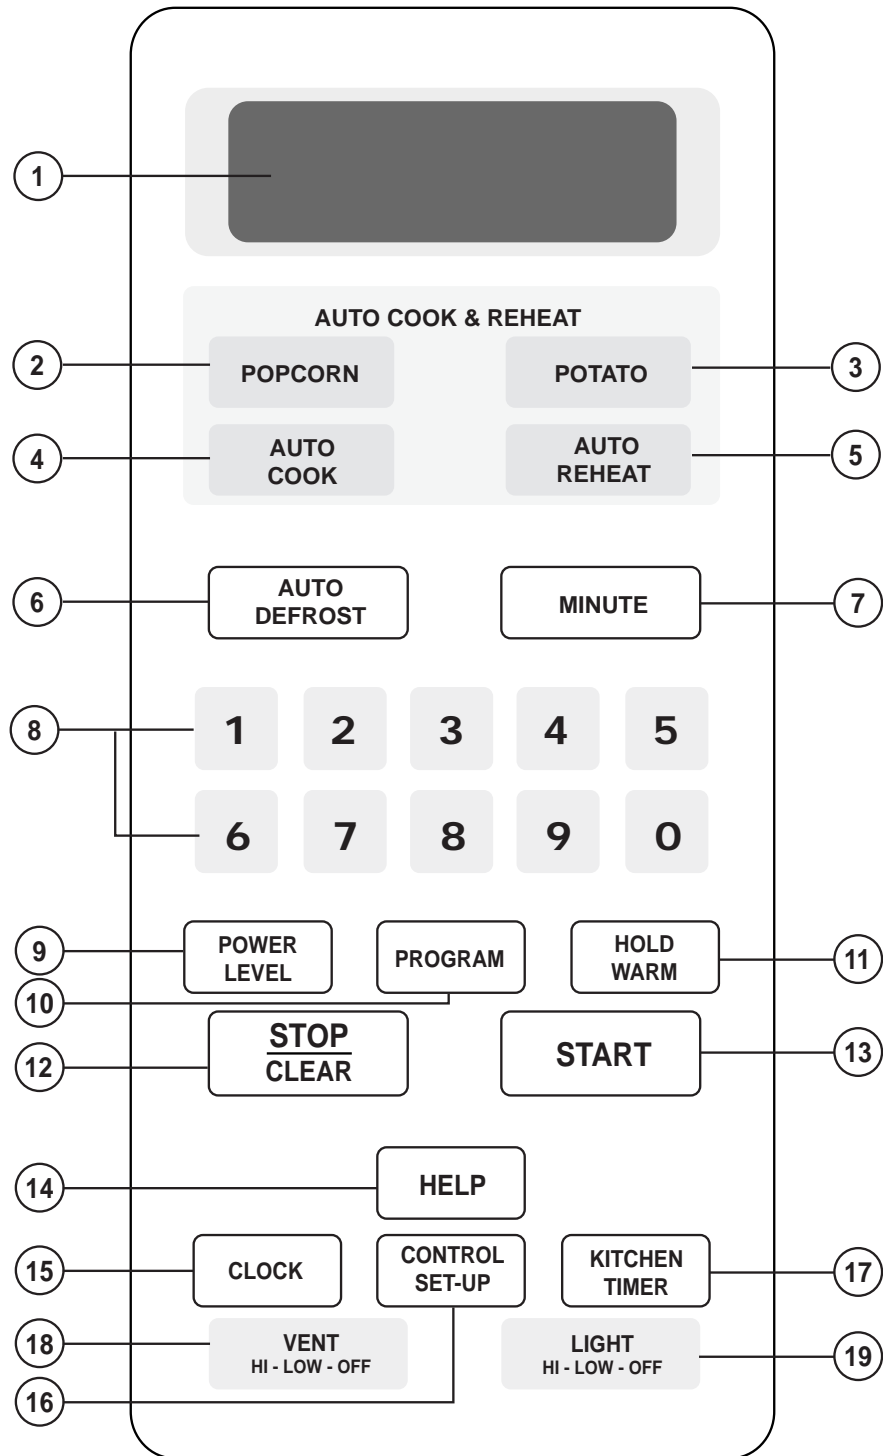 1
AUTO COOK & REHEAT
2
POPCORN
POTATO
3
4
AUTO
COOK
AUTO
REHEAT
5
6
AUTO
DEFROST
MINUTE
7
8
1 2 3 4 5
6 7 8 9 0
9
POWER
LEVEL
PROGRAM
HOLD
WARM
11
10
12
STOP
CLEAR
START
13
14
HELP
15
CLOCK
CONTROL
SET-UP
KITCHEN
TIMER
17
18
VENT
HI - LOW - OFF
LIGHT
HI - LOW - OFF
19
16